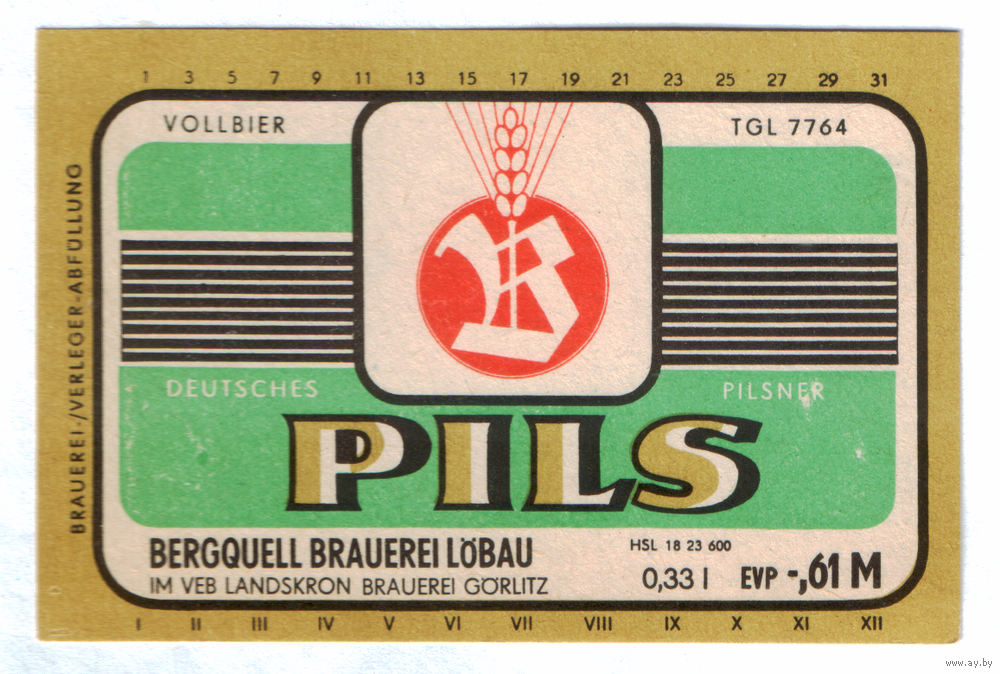 1 3 5 7 9 11 13 15 17 19 21 23 25 27 29 31
VOLLBIER
TGL 7764
BRAUEREI-/VERLEGER-ABFÜLLUNG
B
DEUTSCHES
PILSNER
PILS
BERGQUELL BRAUEREI LÖBAU
IM VEB LANDSKRON BRAUEREI GÖRLITZ
HSL 18 23 600
0,33 l EVP -,61 M
I II III IV V VI VII VIII IX X XI XII
www.ay.by